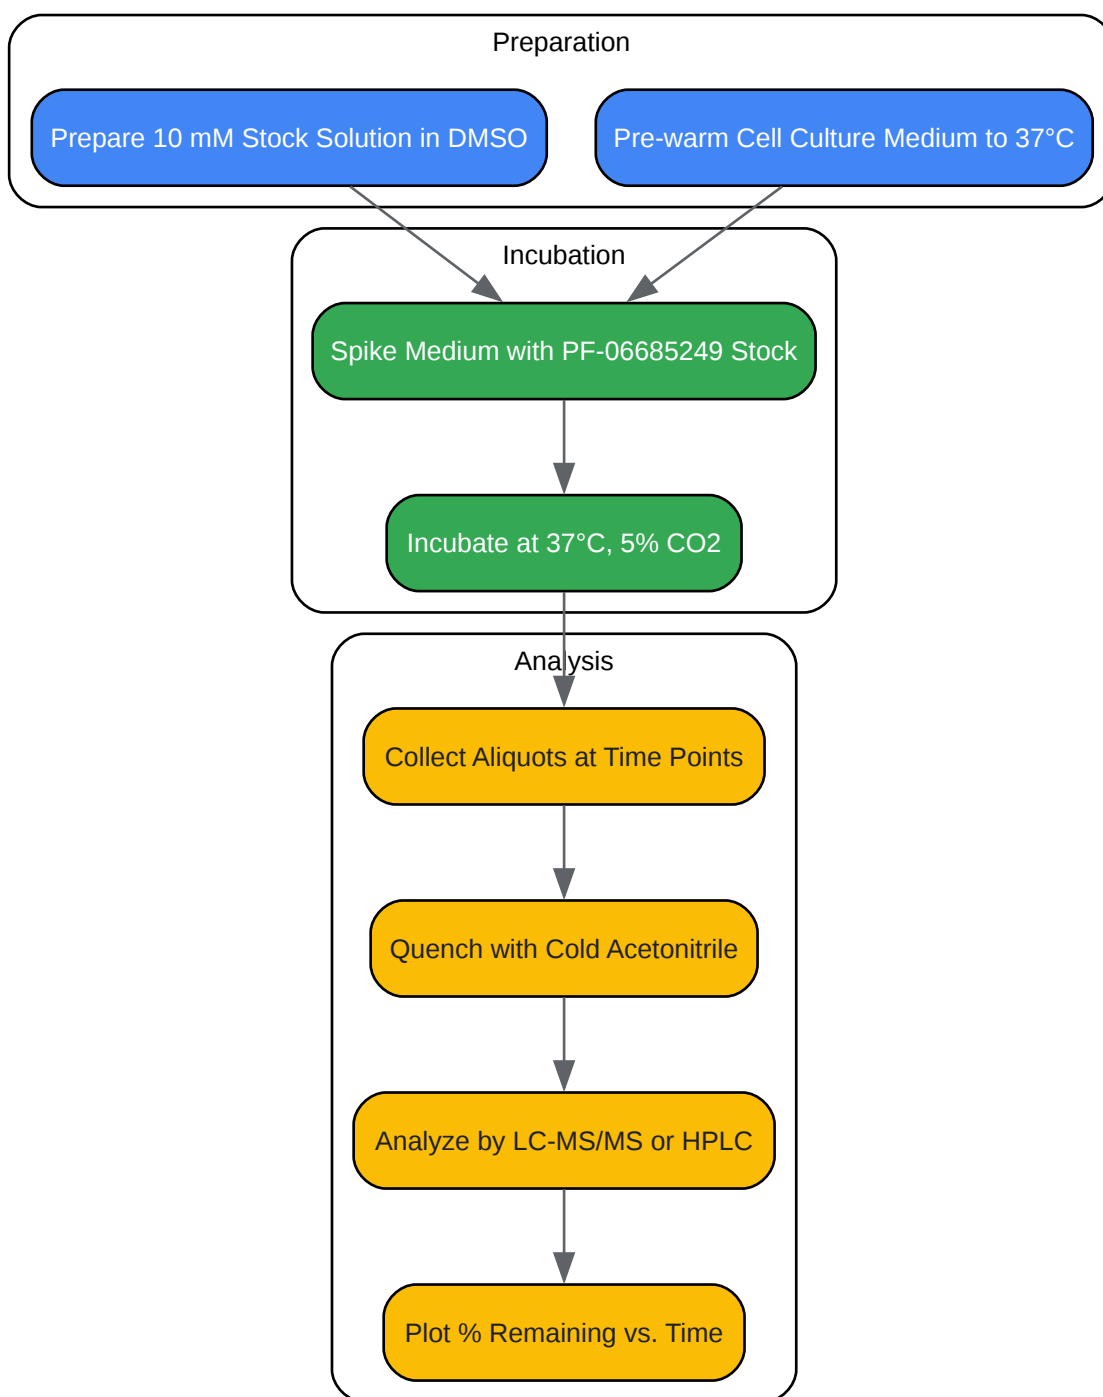 Preparation
Prepare 10 mM Stock Solution in DMSO
Pre-warm Cell Culture Medium to 37°C
Incubation
Spike Medium with PF-06685249 Stock
Incubate at 37°C, 5% CO2
Analysis
Collect Aliquots at Time Points
Quench with Cold Acetonitrile
Analyze by LC-MS/MS or HPLC
Plot % Remaining vs. Time